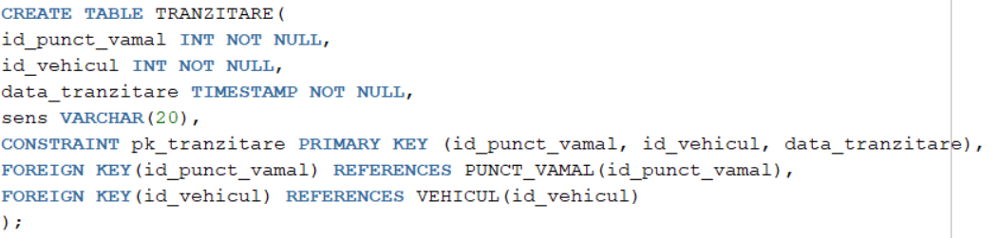 CREATE TABLE TRANZITARE(
id_punct_vamal INT NOT NULL,
id_vehicul INT NOT NULL,
data_tranzitare TIMESTAMP NOT NULL,
sens VARCHAR(20),
CONSTRAINT pk_tranzitare PRIMARY KEY (id_punct_vamal, id_vehicul, data_tranzitare),
FOREIGN KEY(id_punct_vamal) REFERENCES PUNCT_VAMAL(id_punct_vamal),
FOREIGN KEY(id_vehicul) REFERENCES VEHICUL(id_vehicul)
);